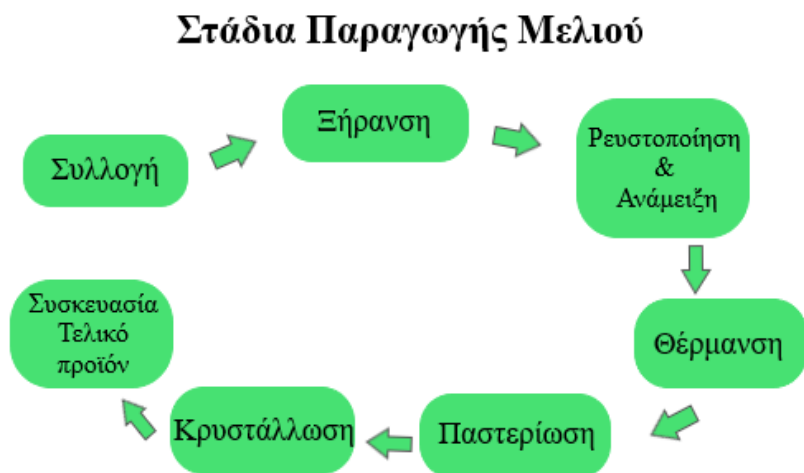 Στάδια Παραγωγής Μελιού
Συλλογή
Ξήρανση
Ρευστοποίηση
&
Ανάμειξη
Θέρμανση
Παστερίωση
Κρυστάλλωση
Συσκευασία
Τελικό
προϊόν